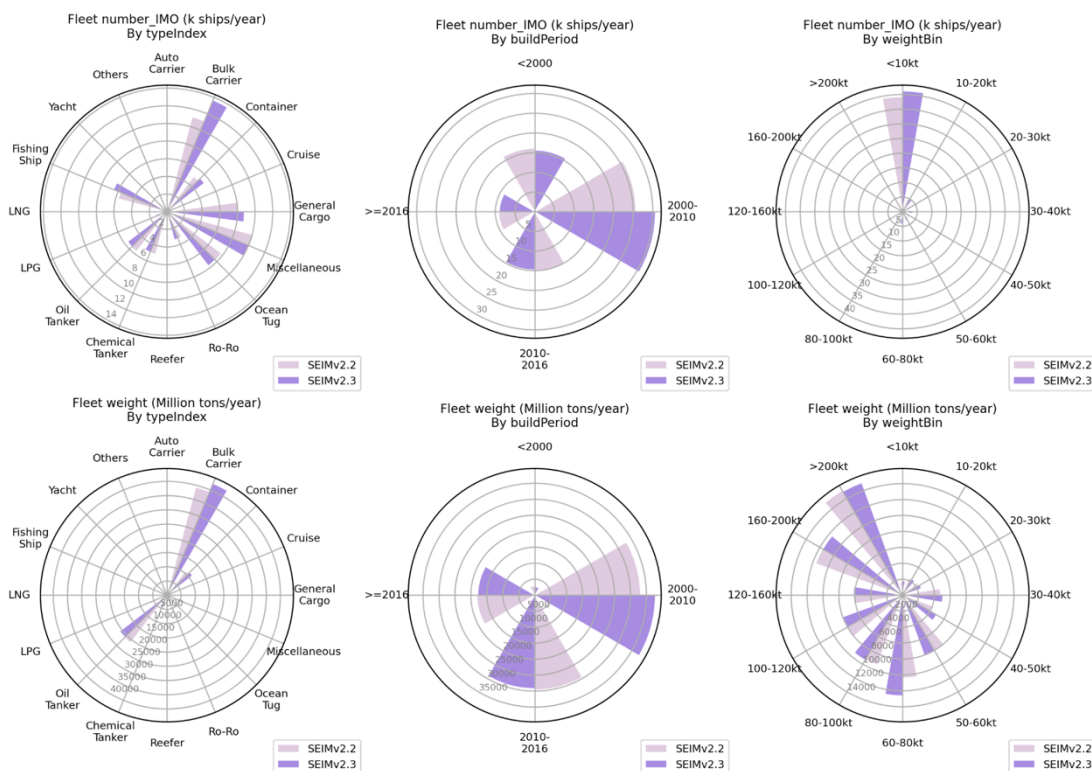 Fleet number_IMO (k ships/year)
By typeIndex
Auto
Carrier
Bulk
Carrier
Container
Cruise
General
Cargo
Miscellaneous
Ocean
Tug
Ro-Ro
Reefer
Chemical
Tanker
Oil
Tanker
LPG
LNG
Fishing
Ship
Yacht
Others
4
6
8
10
12
14
SEIMv2.2
SEIMv2.3
Fleet number_IMO (k ships/year)
By buildPeriod
<2000
2000-
2010
2010-
2016
>=2016
5
10
15
20
25
30
SEIMv2.2
SEIMv2.3
Fleet number_IMO (k ships/year)
By weightBin
<10kt
10-20kt
20-30kt
30-40kt
40-50kt
50-60kt
60-80kt
80-100kt
100-120kt
120-160kt
160-200kt
>200kt
5
10
15
20
25
30
35
40
SEIMv2.2
SEIMv2.3
Fleet weight (Million tons/year)
By typeIndex
Auto
Carrier
Bulk
Carrier
Container
Cruise
General
Cargo
Miscellaneous
Ocean
Tug
Ro-Ro
Reefer
Chemical
Tanker
Oil
Tanker
LPG
LNG
Fishing
Ship
Yacht
Others
5000
10000
15000
20000
25000
30000
35000
40000
SEIMv2.2
SEIMv2.3
Fleet weight (Million tons/year)
By buildPeriod
<2000
2000-
2010
2010-
2016
>=2016
5000
10000
15000
20000
25000
30000
35000
SEIMv2.2
SEIMv2.3
Fleet weight (Million tons/year)
By weightBin
<10kt
10-20kt
20-30kt
30-40kt
40-50kt
50-60kt
60-80kt
80-100kt
100-120kt
120-160kt
160-200kt
>200kt
2000
4000
6000
8000
10000
12000
14000
SEIMv2.2
SEIMv2.3